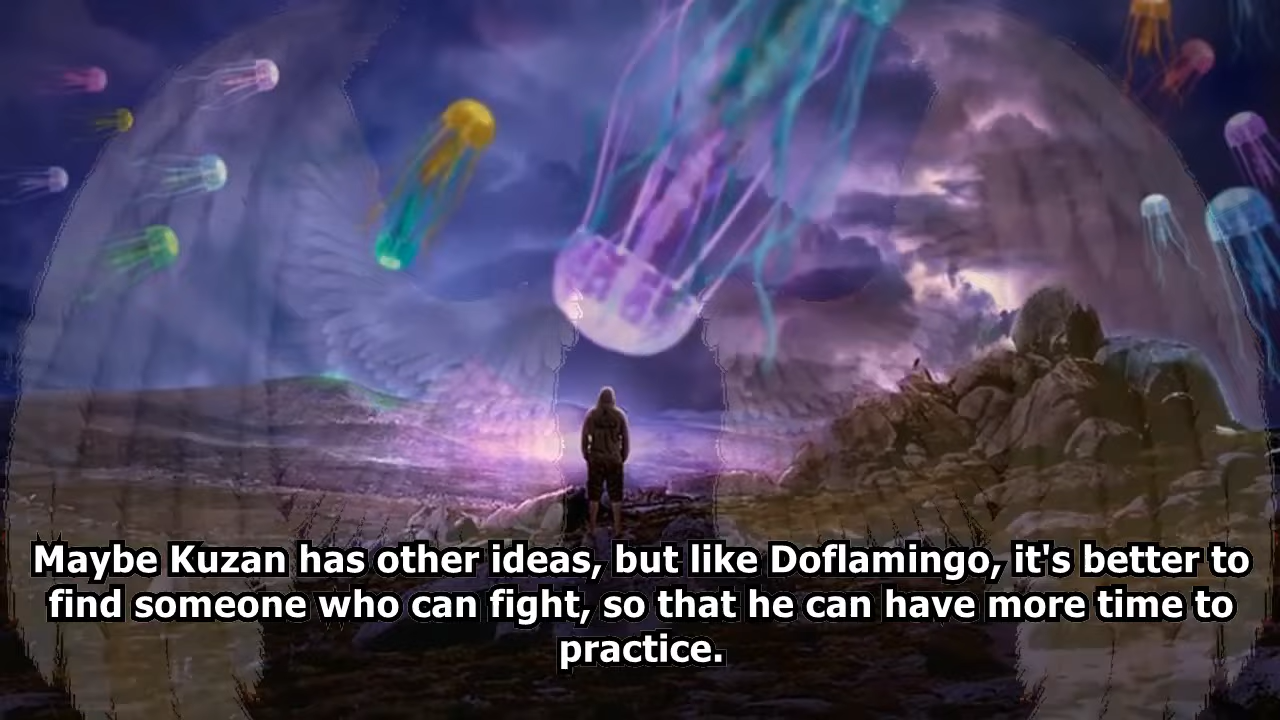 Maybe Kuzan has other ideas, but like Doflamingo, it's better to
find someone who can fight, so that he can have more time to
practice.